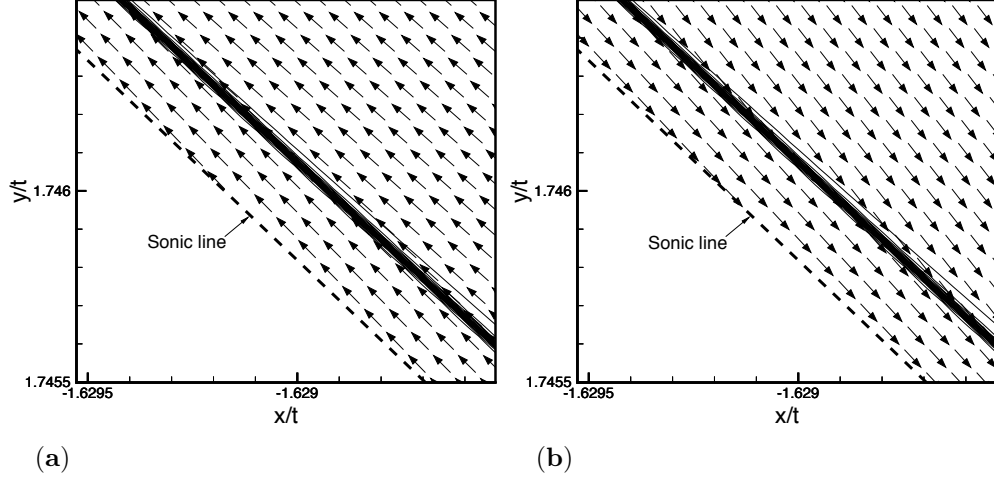 y/t
1.746
1.7455
Sonic line
-1.6295
-1.629
x/t
(a)
y/t
1.746
1.7455
Sonic line
-1.6295
-1.629
x/t
(b)